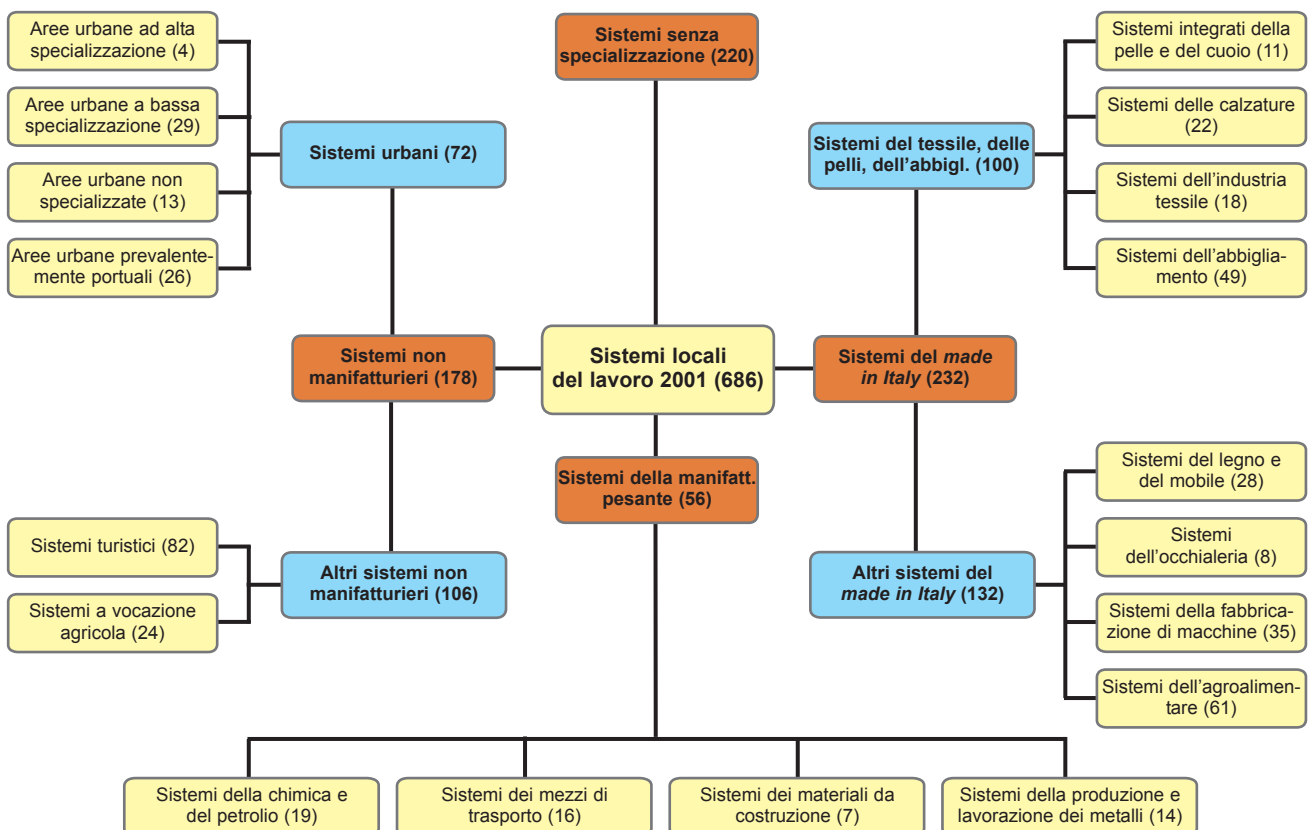 Aree urbane ad alta
specializzazione (4)
Aree urbane a bassa
specializzazione (29)
Aree urbane non
specializzate (13)
Aree urbane prevalente-
mente portuali (26)
Sistemi urbani (72)
Sistemi senza
specializzazione (220)
Sistemi del tessile, delle
pelli, dell'abbigl. (100)
Sistemi integrati della
pelle e del cuoio (11)
Sistemi delle calzature
(22)
Sistemi dell'industria
tessile (18)
Sistemi dell'abbiglia-
mento (49)
Sistemi non
manifatturieri (178)
Sistemi locali
del lavoro 2001 (686)
Sistemi del made
in Italy (232)
Sistemi della manifatt.
pesante (56)
Sistemi turistici (82)
Sistemi a vocazione
agricola (24)
Altri sistemi non
manifatturieri (106)
Altri sistemi del
made in Italy (132)
Sistemi del legno e
del mobile (28)
Sistemi
dell'occhialeria (8)
Sistemi della fabbrica-
zione di macchine (35)
Sistemi dell'agroalimen-
tare (61)
Sistemi della chimica e
del petrolio (19)
Sistemi dei mezzi di
trasporto (16)
Sistemi dei materiali da
costruzione (7)
Sistemi della produzione e
lavorazione dei metalli (14)